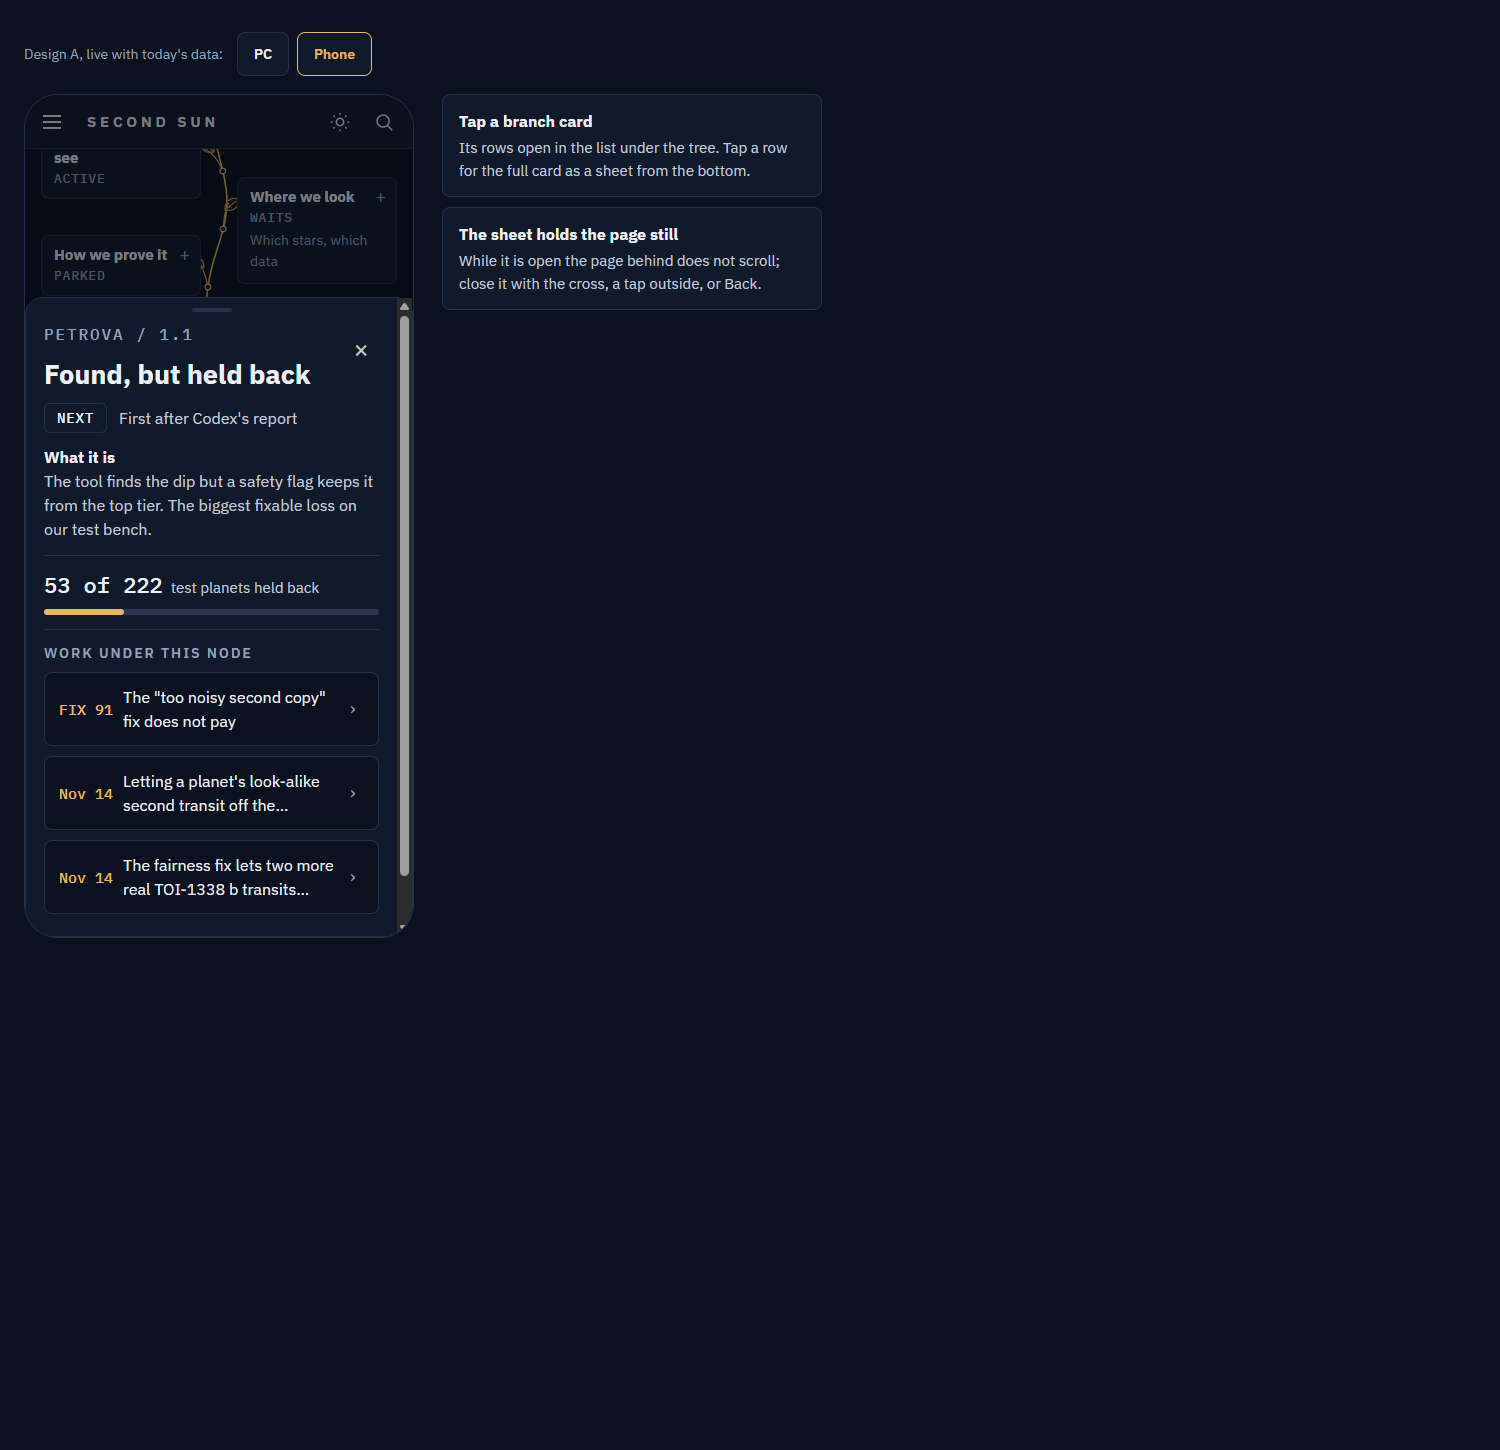 Design A, live with today's data:
PC
Phone
SECOND SUN
see
ACTIVE
Where we look +
WAITS
Which stars, which
data
How we prove it +
PARKED
PETROVA / 1.1
×
Found, but held back
NEXT
First after Codex's report
What it is
The tool finds the dip but a safety flag keeps it
from the top tier. The biggest fixable loss on
our test bench.
53 of 222 test planets held back
WORK UNDER THIS NODE
FIX 91
The "too noisy second copy"
fix does not pay
›
Nov 14
Letting a planet's look-alike
second transit off the...
›
Nov 14
The fairness fix lets two more
real TOI-1338 b transits...
›
Tap a branch card
Its rows open in the list under the tree. Tap a row
for the full card as a sheet from the bottom.
The sheet holds the page still
While it is open the page behind does not scroll;
close it with the cross, a tap outside, or Back.